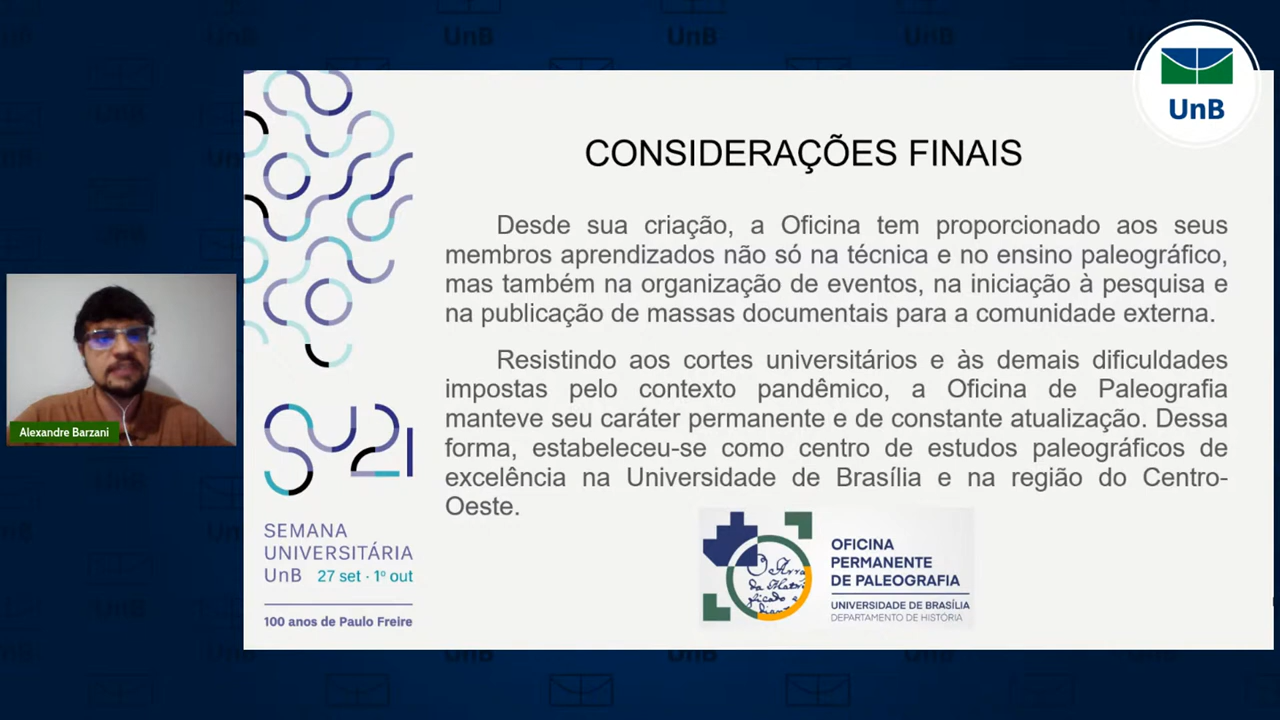 UnB
CONSIDERAÇÕES FINAIS
Desde sua criação, a Oficina tem proporcionado aos seus
membros aprendizados não só na técnica e no ensino paleográfico,
mas também na organização de eventos, na iniciação à pesquisa e
na publicação de massas documentais para a comunidade externa.
Resistindo aos cortes universitários e às demais dificuldades
impostas pelo contexto pandêmico, a Oficina de Paleografia
manteve seu caráter permanente e de constante atualização. Dessa
forma, estabeleceu-se como centro de estudos paleográficos de
excelência na Universidade de Brasília e na região do Centro-
Oeste.
Alexandre Barzani
SU21
SEMANA
UNIVERSITÁRIA
UnB 27 set · 1º out
100 anos de Paulo Freire
OFICINA
PERMANENTE
DE PALEOGRAFIA
UNIVERSIDADE DE BRASÍLIA
DEPARTAMENTO DE HISTÓRIA